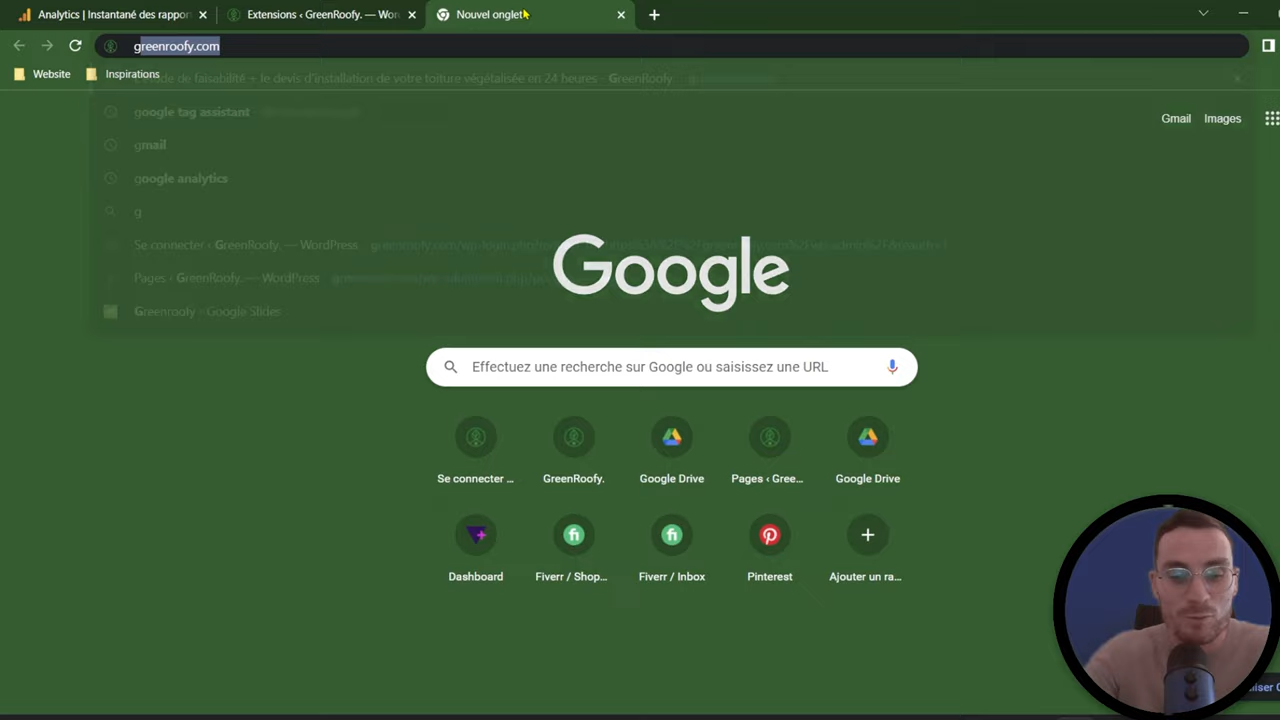 Analytics | Instantané des rappor
Extensions ‹ GreenRoofy. — Wor
Nouvel onglet
greenroofy.com
Website
Inspirations
de de faisabilité + le devis d'installation de votre toiture végétalisée en 24 heures - GreenRoofy.
google tag assistant
Gmail
Images
gmail
google analytics
g
Se connecter ‹ GreenRoofy. — WordPress
Pages ‹ GreenRoofy. — WordPress
Greenroofy - Google Slides
Google
Effectuez une recherche sur Google ou saisissez une URL
Se connecter ...
GreenRoofy.
Google Drive
Pages ‹ Gree...
Google Drive
Dashboard
Fiverr / Shop...
Fiverr / Inbox
Pinterest
Ajouter un ra...